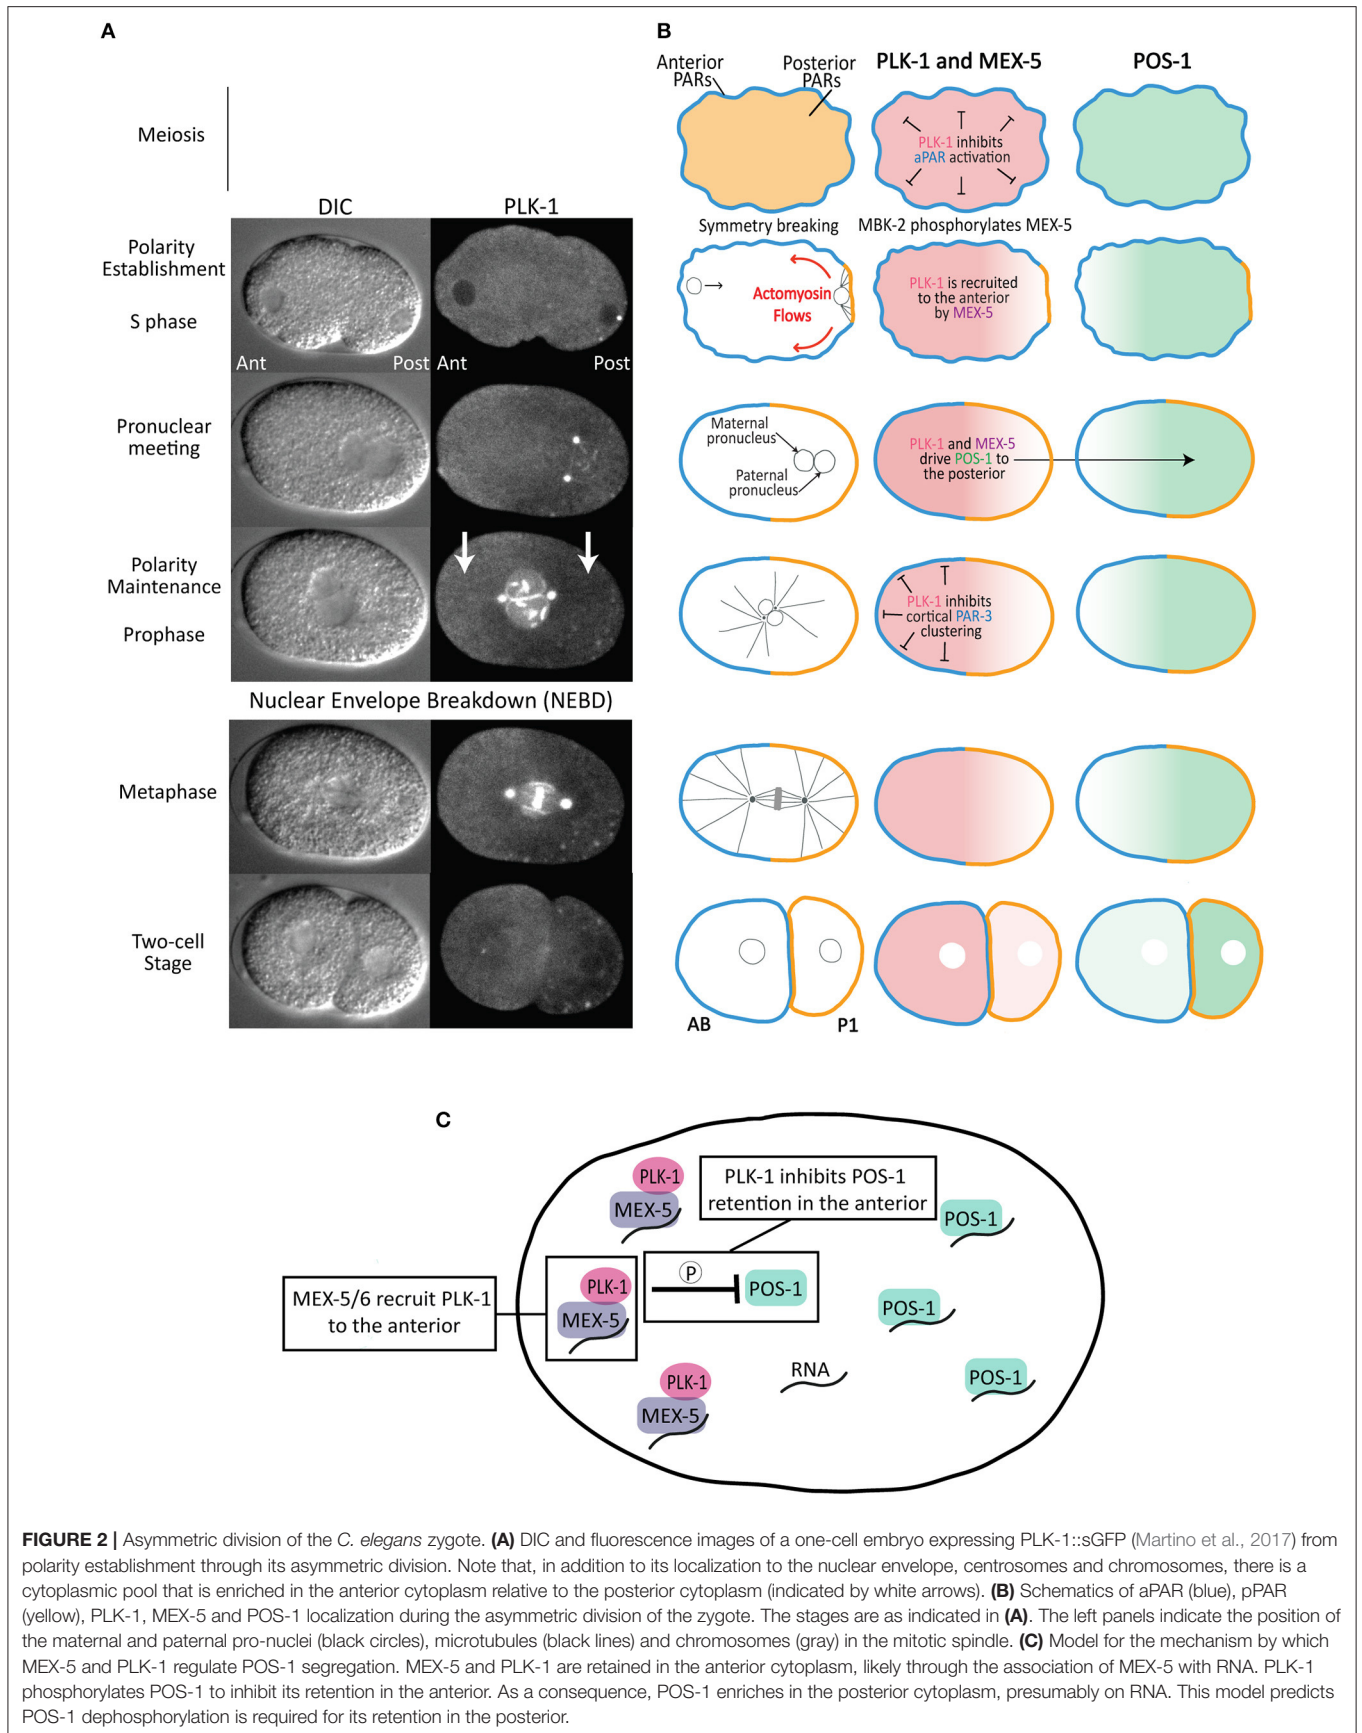 A
Meiosis
DIC
PLK-1
Polarity
Establishment
S phase
Ant
Post
Ant
Post
Pronuclear
meeting
Polarity
Maintenance
Prophase
Nuclear Envelope Breakdown (NEBD)
Metaphase
Two-cell
Stage
B
Anterior
PARs
Posterior
PARs
PLK-1 and MEX-5
POS-1
PLK-1 inhibits
aPAR activation
Symmetry breaking
MBK-2 phosphorylates MEX-5
Actomyosin
Flows
PLK-1 is recruited
to the anterior
by MEX-5
Maternal
pronucleus
Paternal
pronucleus
PLK-1 and MEX-5
drive POS-1 to
the posterior
PLK-1 inhibits
cortical PAR-3
clustering
AB
P1
C
PLK-1
MEX-5
PLK-1 inhibits POS-1
retention in the anterior
POS-1
MEX-5/6 recruit PLK-1
to the anterior
PLK-1
MEX-5
P
POS-1
POS-1
PLK-1
MEX-5
RNA
POS-1
FIGURE 2 | Asymmetric division of the C. elegans zygote. (A) DIC and fluorescence images of a one-cell embryo expressing PLK-1::sGFP (Martino et al., 2017) from
polarity establishment through its asymmetric division. Note that, in addition to its localization to the nuclear envelope, centrosomes and chromosomes, there is a
cytoplasmic pool that is enriched in the anterior cytoplasm relative to the posterior cytoplasm (indicated by white arrows). (B) Schematics of aPAR (blue), pPAR
(yellow), PLK-1, MEX-5 and POS-1 localization during the asymmetric division of the zygote. The stages are as indicated in (A). The left panels indicate the position of
the maternal and paternal pro-nuclei (black circles), microtubules (black lines) and chromosomes (gray) in the mitotic spindle. (C) Model for the mechanism by which
MEX-5 and PLK-1 regulate POS-1 segregation. MEX-5 and PLK-1 are retained in the anterior cytoplasm, likely through the association of MEX-5 with RNA. PLK-1
phosphorylates POS-1 to inhibit its retention in the anterior. As a consequence, POS-1 enriches in the posterior cytoplasm, presumably on RNA. This model predicts
POS-1 dephosphorylation is required for its retention in the posterior.